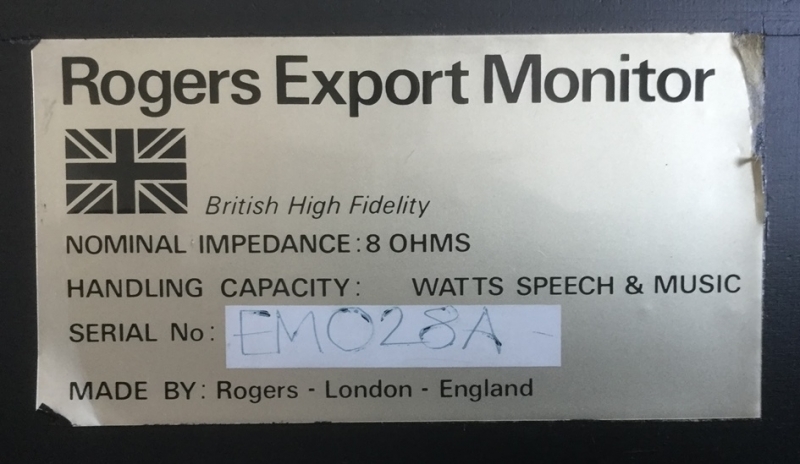 Rogers Export Monitor
British High Fidelity
NOMINAL IMPEDANCE: 8 OHMS
HANDLING CAPACITY: WATTS SPEECH & MUSIC
SERIAL No: EM028A -
MADE BY: Rogers - London - England